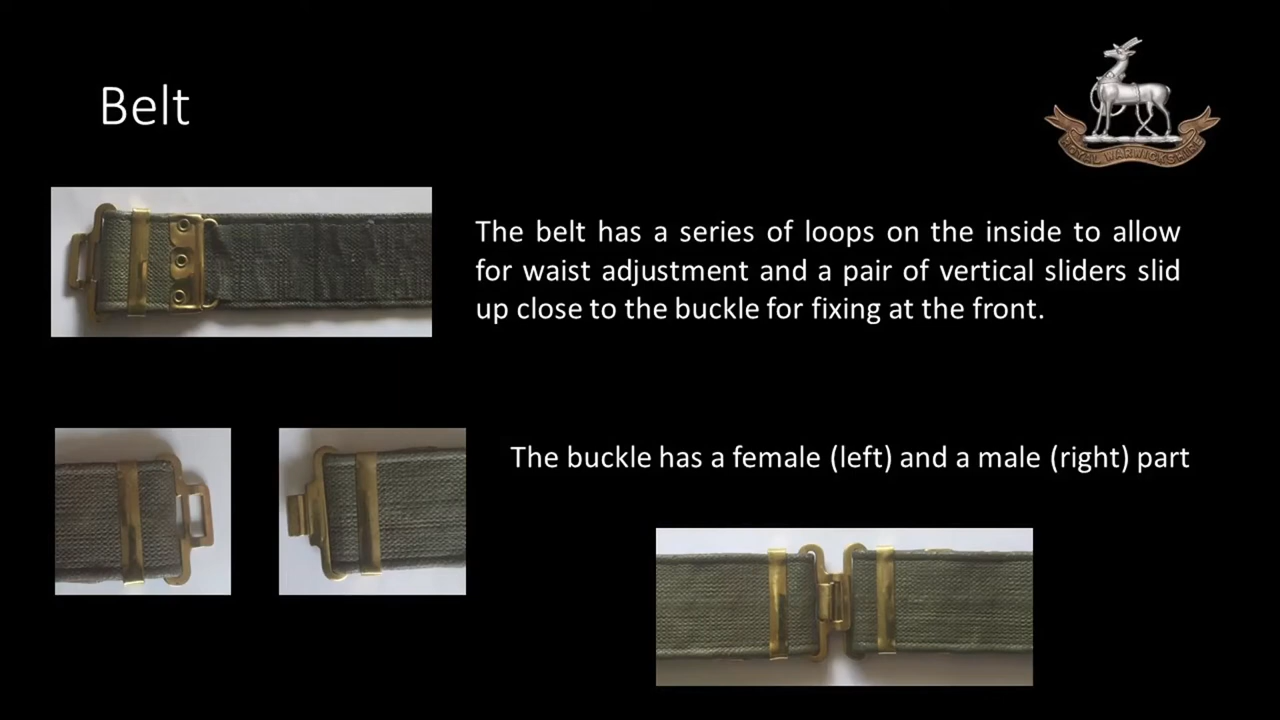 Belt
ROYAL WARWICKSHIRE
The belt has a series of loops on the inside to allow
for waist adjustment and a pair of vertical sliders slid
up close to the buckle for fixing at the front.
The buckle has a female (left) and a male (right) part